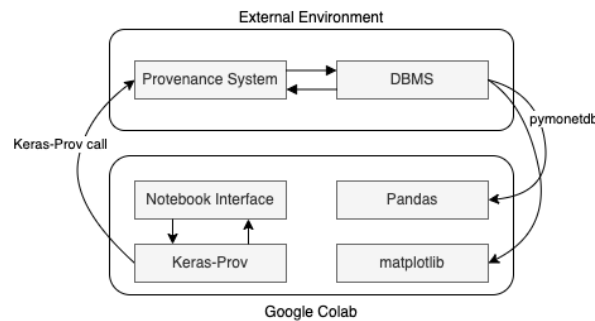 External Environment
Provenance System
DBMS
Keras-Prov call
pymonetdb
Notebook Interface
Pandas
Keras-Prov
matplotlib
Google Colab